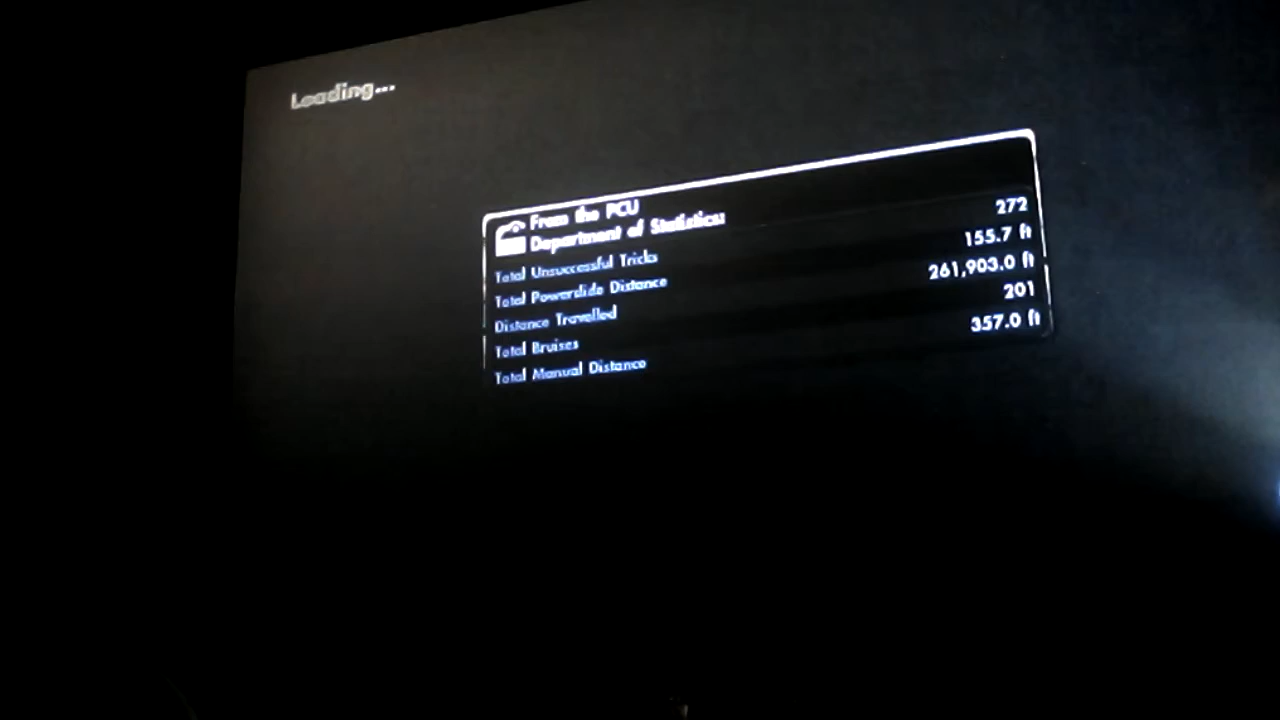 Loading...
From the PCU
Department of Statistics:
Total Unsuccessful Tricks 272
Total Powerslide Distance 155.7 ft
Distance Travelled 261,903.0 ft
Total Bruises 201
Total Manual Distance 357.0 ft